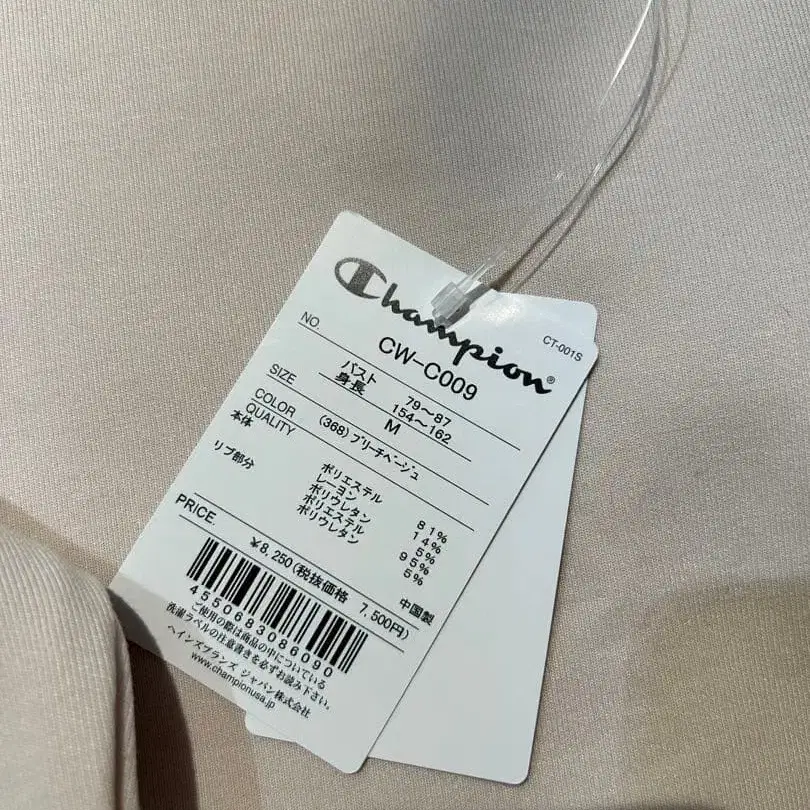 Champion®
CT-001S
NO. CW-C009
バスト 79～87
身長 154～162
SIZE M
COLOR (368)ブリーチベージュ
QUALITY
本体 ポリエステル 81%
レーヨン 14%
ポリウレタン 5%
リブ部分 ポリエステル 95%
ポリウレタン 5%
PRICE. 中国製
¥8,250(税抜価格 7,500円)
4550683086090
ご使用の際は商品の中についている
洗濯ラベルの注意書きを必ずお読み下さい。
ヘインズブランズ ジャパン株式会社
www.championusa.jp